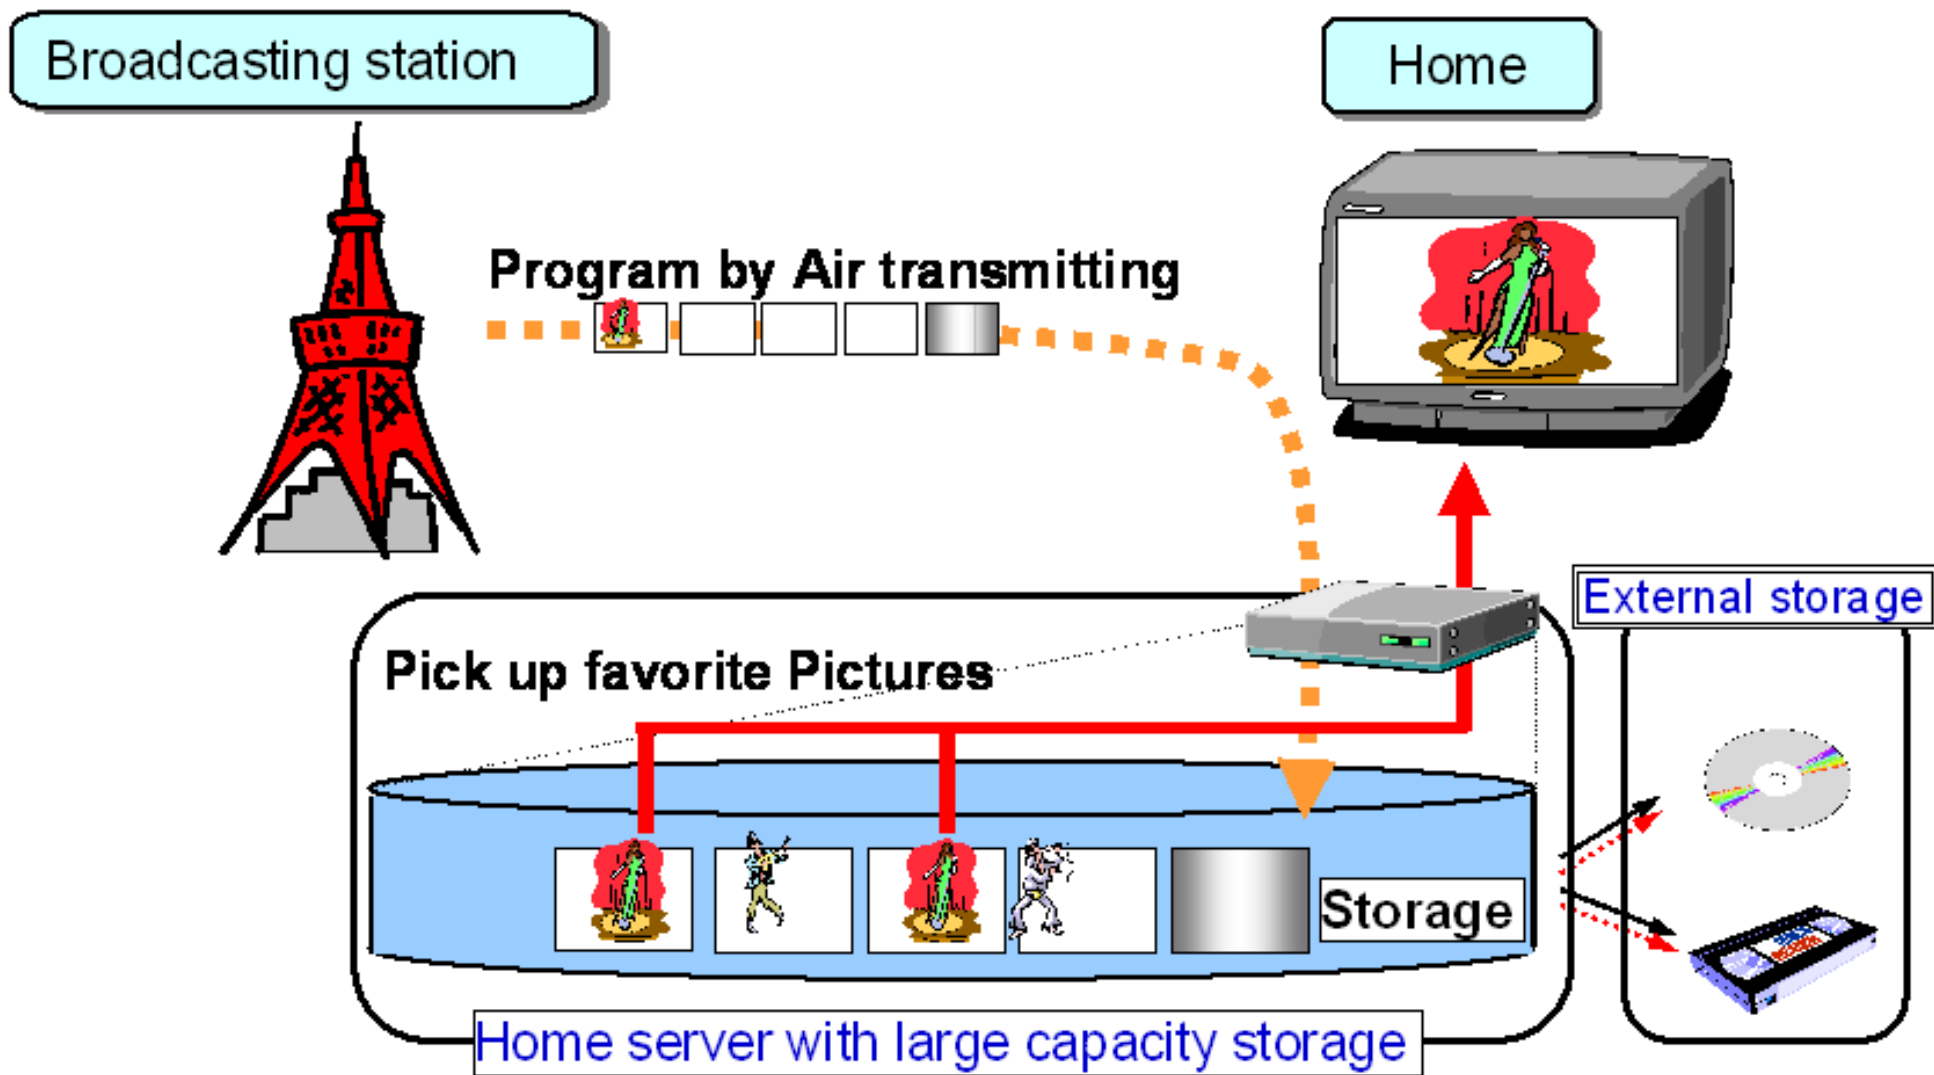 Broadcasting station
Home
Program by Air transmitting
External storage
Pick up favorite Pictures
Storage
Home server with large capacity storage